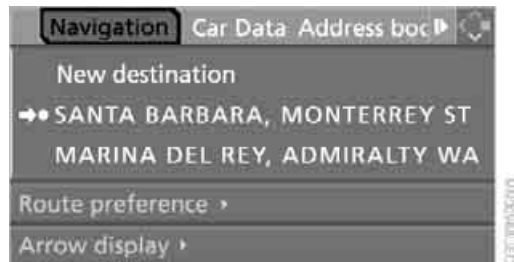 Navigation Car Data Address boc
New destination
SANTA BARBARA, MONTERREY ST
MARINA DEL REY, ADMIRALTY WA
Route preference
Arrow display